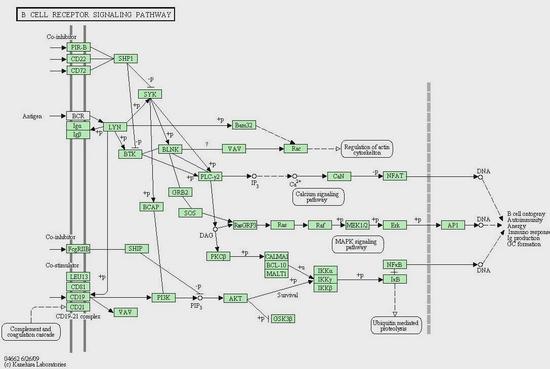 B CELL RECEPTOR SIGNALING PATHWAY
Co-inhibitor
PIR-B
CD22
CD72
SHP1
-p
SYK
+p
Antigen
BCR
Igα
Igβ
LYN
+p
+p
-p
+p
+p
Bam32
+p
BTK
BLNK
?
VAV
Rac
Regulation of actin
cytoskeleton
+p
+p
PLC-γ2
IP3
Ca2+
CaN
-p
NFAT
DNA
Calcium signaling
pathway
GRB2
BCAP
SOS
DAG
RasGRP3
Ras
Raf
+p
MEK1/2
+p
Erk
+p
AP1
DNA
MAPK signaling
pathway
B cell ontogeny
Autoimmunity
Anergy
Immune response
Ig production
GC formation
Co-inhibitor
FcgRIIB
SHIP
+p
PKCβ
+p
CALMA1
BCL-10
MALT1
+u
IKKα
IKKγ
IKKβ
NFκB
IκB
DNA
Co-stimulator
LEU13
CD81
CD19
CD21
+p
CD19-21 complex
VAV
PI3K
-p
PIP3
AKT
Survival
+p
+p
GSK3β
Complement and
coagulation cascade
Ubiquitin mediated
proteolysis
04662 6/26/09
(c) Kanehisa Laboratories